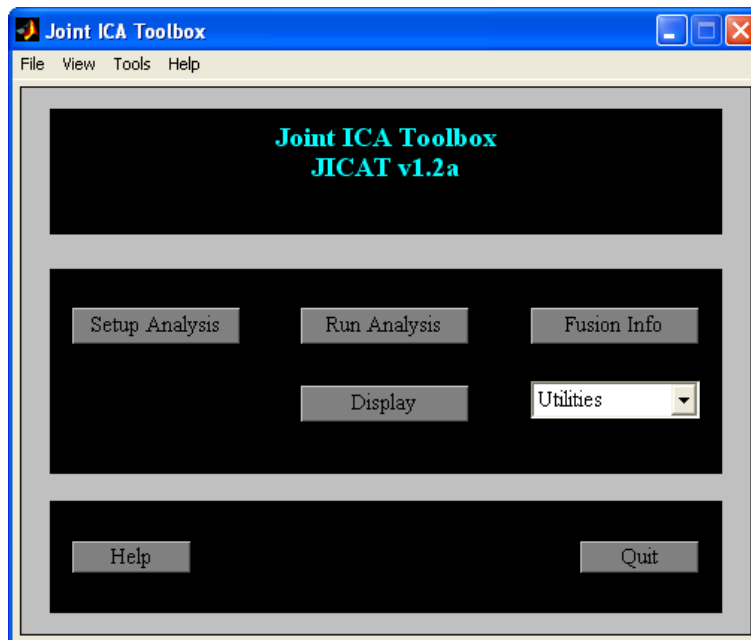 Joint ICA Toolbox
File View Tools Help
Joint ICA Toolbox
JICAT v1.2a
Setup Analysis Run Analysis Fusion Info
Display Utilities
Help Quit